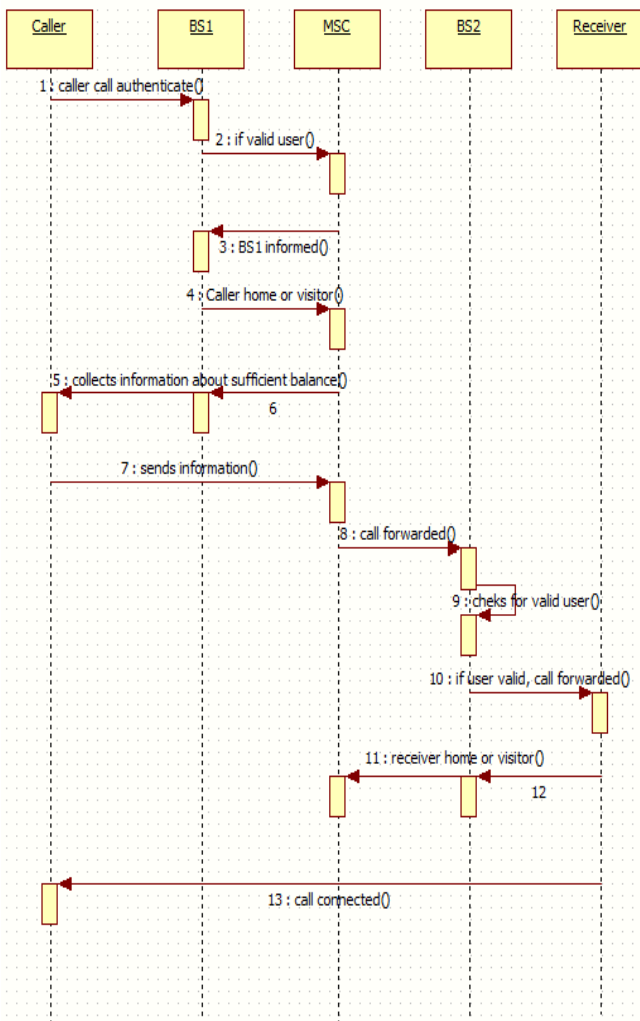 Caller
BS1
MSC
BS2
Receiver
1 : caller call authenticate()
2 : if valid user()
3 : BS1 informed()
4 : Caller home or visitor()
5 : collects information about sufficient balance()
6
7 : sends information()
8 : call forwarded()
9 : cheks for valid user()
10 : if user valid, call forwarded()
11 : receiver home or visitor()
12
13 : call connected()